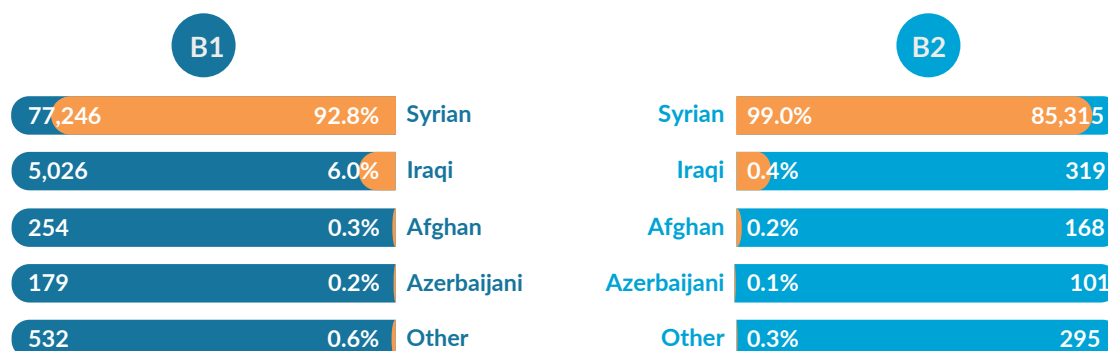 B1
B2
77,246 92.8% Syrian
5,026 6.0% Iraqi
254 0.3% Afghan
179 0.2% Azerbaijani
532 0.6% Other
Syrian 99.0% 85,315
Iraqi 0.4% 319
Afghan 0.2% 168
Azerbaijani 0.1% 101
Other 0.3% 295